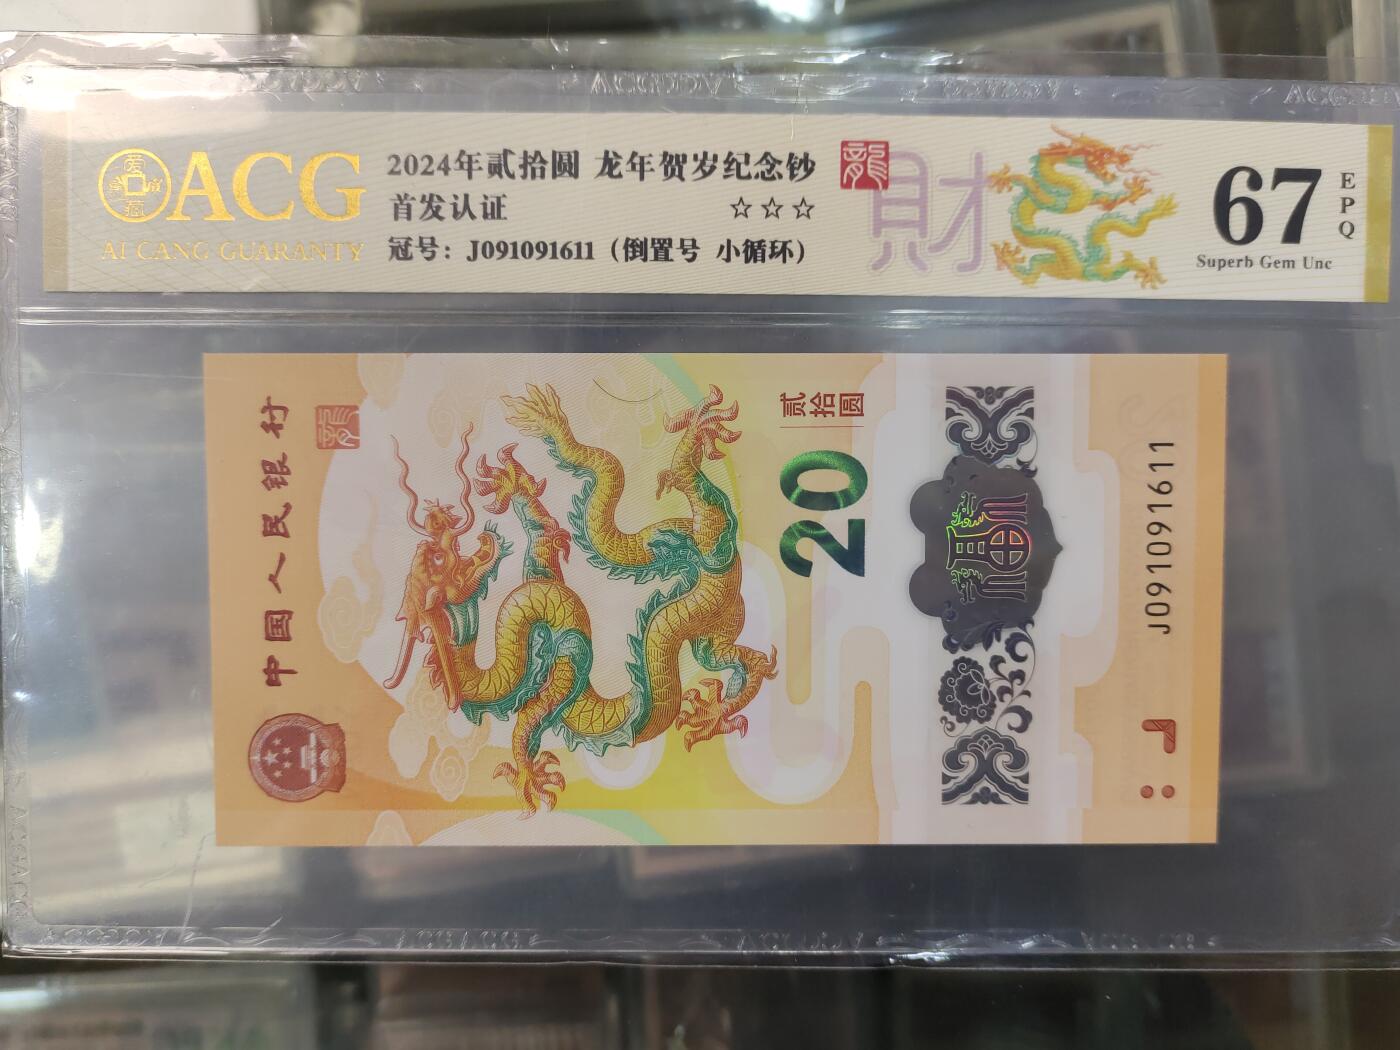 ACG
AI CANG GUARANTY
2024年贰拾圆 龙年贺岁纪念钞
首发认证 ☆☆☆
冠号：J091091611（倒置号 小循环）
龍
財
67
EPQ
Superb Gem Unc
中国人民银行
贰拾圆
20
J091091611